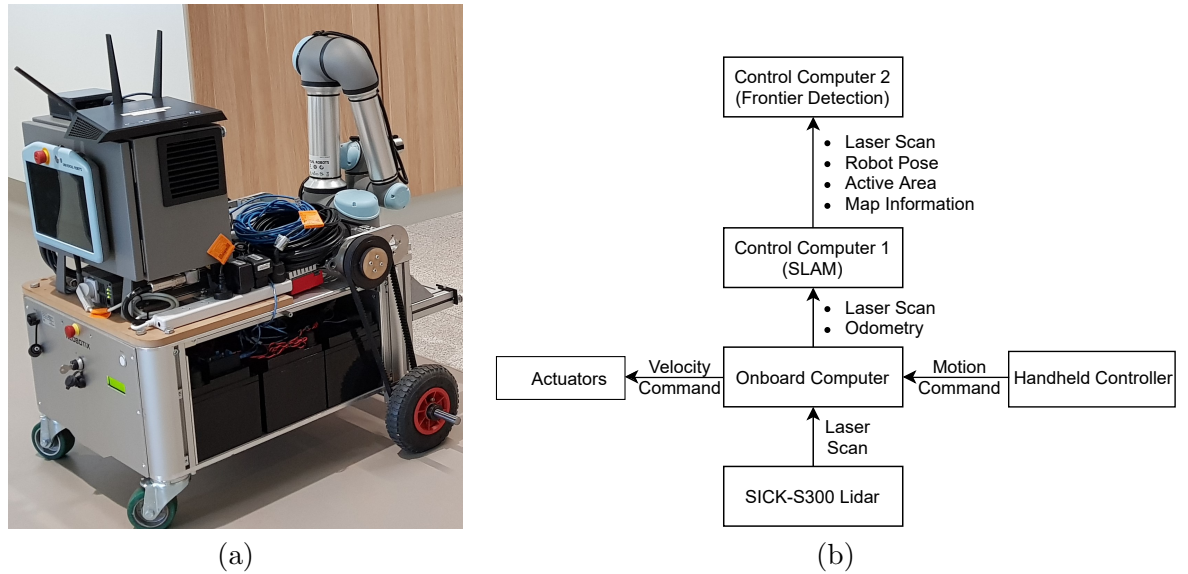 NEOBOTIX
Control Computer 2
(Frontier Detection)
• Laser Scan
• Robot Pose
• Active Area
• Map Information
Control Computer 1
(SLAM)
• Laser Scan
• Odometry
Actuators
Velocity
Command
Onboard Computer
Motion
Command
Handheld Controller
Laser
Scan
SICK-S300 Lidar
(a)
(b)